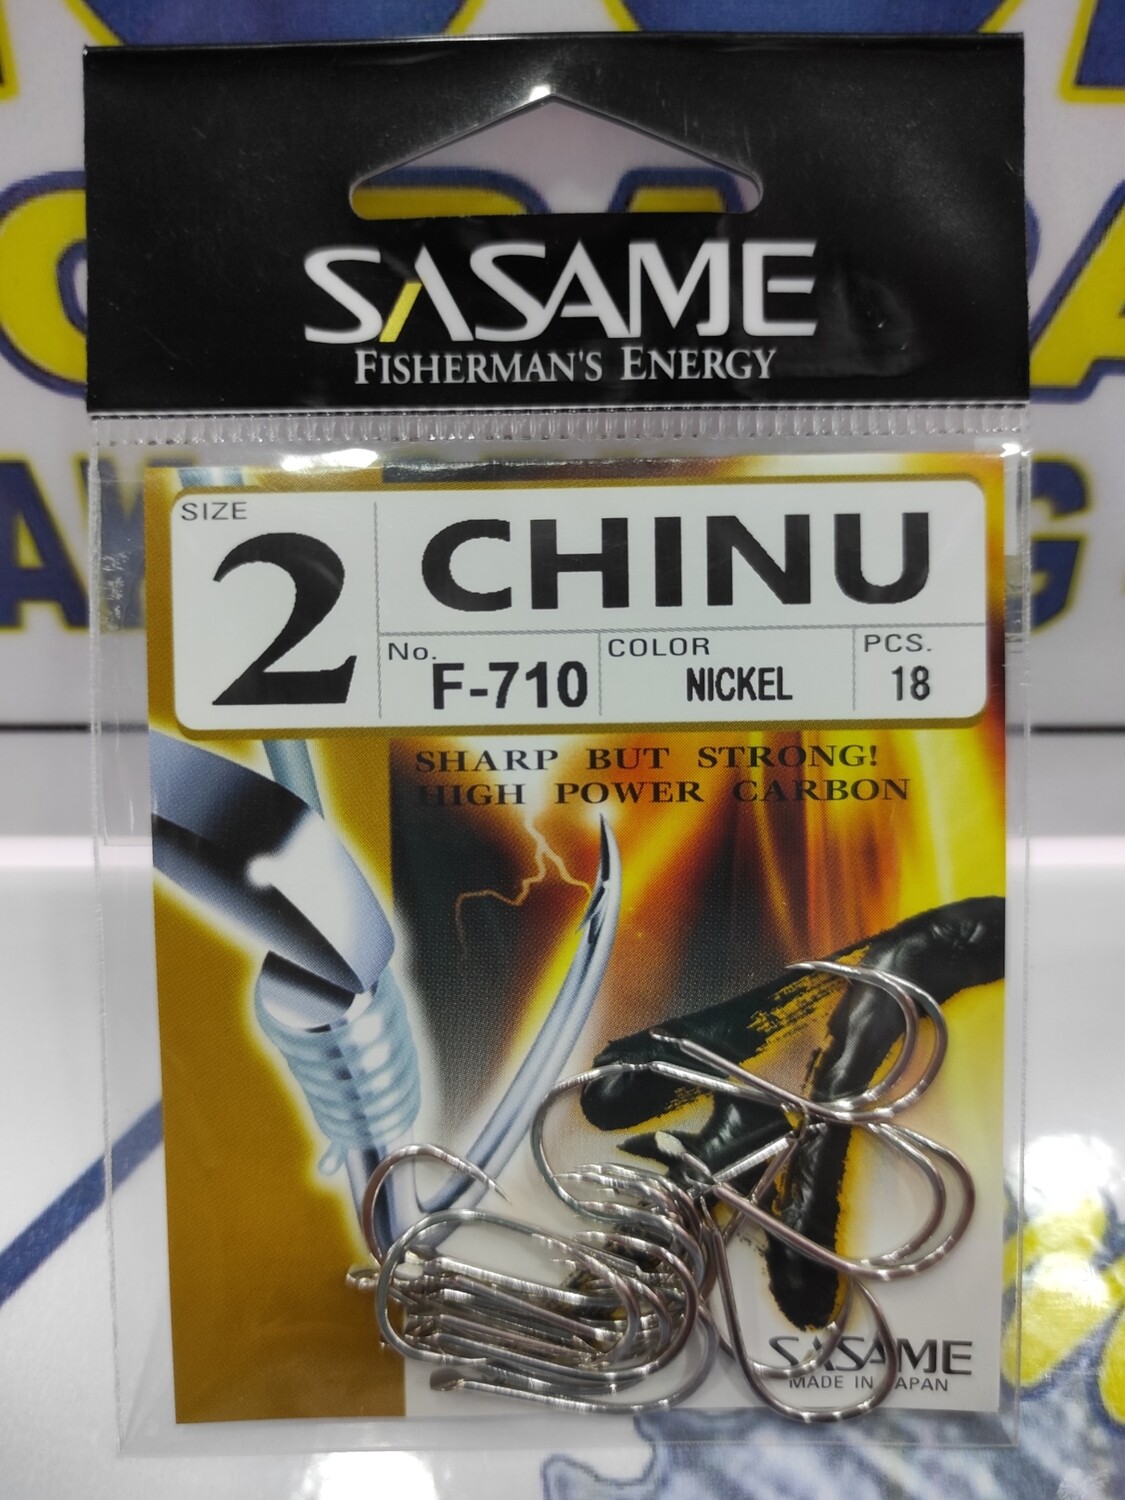 SASAME
FISHERMAN'S ENERGY
SIZE
2
CHINU
No.
F-710
COLOR
NICKEL
PCS.
18
SHARP BUT STRONG!
HIGH POWER CARBON
SASAME
MADE IN JAPAN